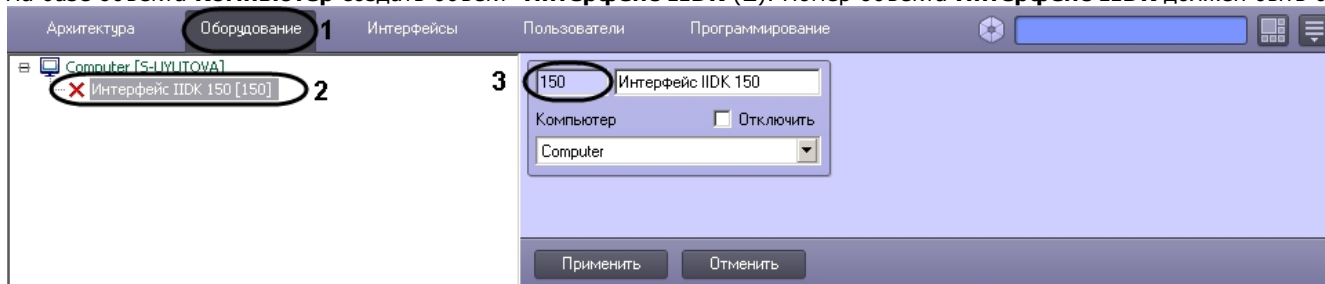 Архитектура Оборудование 1 Интерфейсы Пользователи Программирование
Computer [S-UYUTOVA]
Интерфейс IIDK 150 [150] 2
3 150 Интерфейс IIDK 150
Компьютер Отключить
Computer
Применить Отменить